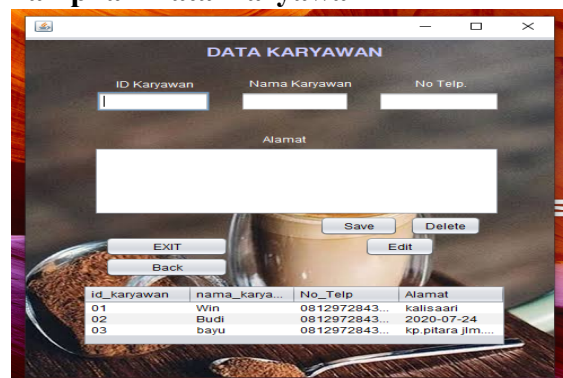 DATA KARYAWAN
ID Karyawan Nama Karyawan No Telp.
Alamat
Save Delete
EXIT Edit
Back
id_karyawan nama_karya... No_Telp Alamat
01 Win 0812972843... kalisaari
02 Budi 0812972843... 2020-07-24
03 bayu 0812972843... kp.pitara jlm....